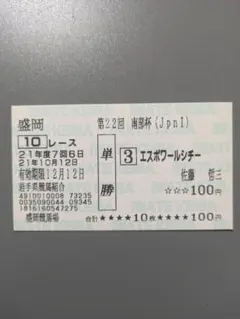 盛岡
第22回 南部杯(JpnI)
10レース
21年度7回6日
21年10月12日
有効期限12月12日
岩手県競馬組合
4910010008 73235
0035090044 09345
1816160547275
盛岡競馬場
単勝
3 エスポワールシチー
佐藤 哲三
☆☆☆100円
合計★★★★10枚★★★★100円